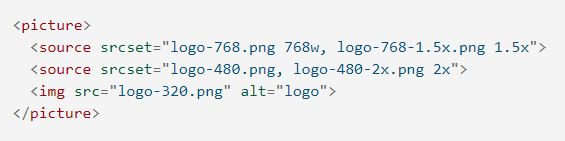 <picture>
<source srcset="logo-768.png 768w, logo-768-1.5x.png 1.5x">
<source srcset="logo-480.png, logo-480-2x.png 2x">
<img src="logo-320.png" alt="logo">
</picture>